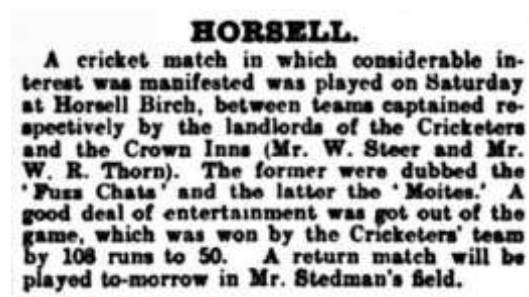 HORSELL.
A cricket match in which considerable in-
terest was manifested was played on Saturday
at Horsell Birch, between teams captained re-
spectively by the landlords of the Cricketers
and the Crown Inns (Mr. W. Steer and Mr.
W. R. Thorn). The former were dubbed the
'Fuzz Chats' and the latter the 'Moites.' A
good deal of entertainment was got out of the
game, which was won by the Cricketers' team
by 108 runs to 50. A return match will be
played to-morrow in Mr. Stedman's field.